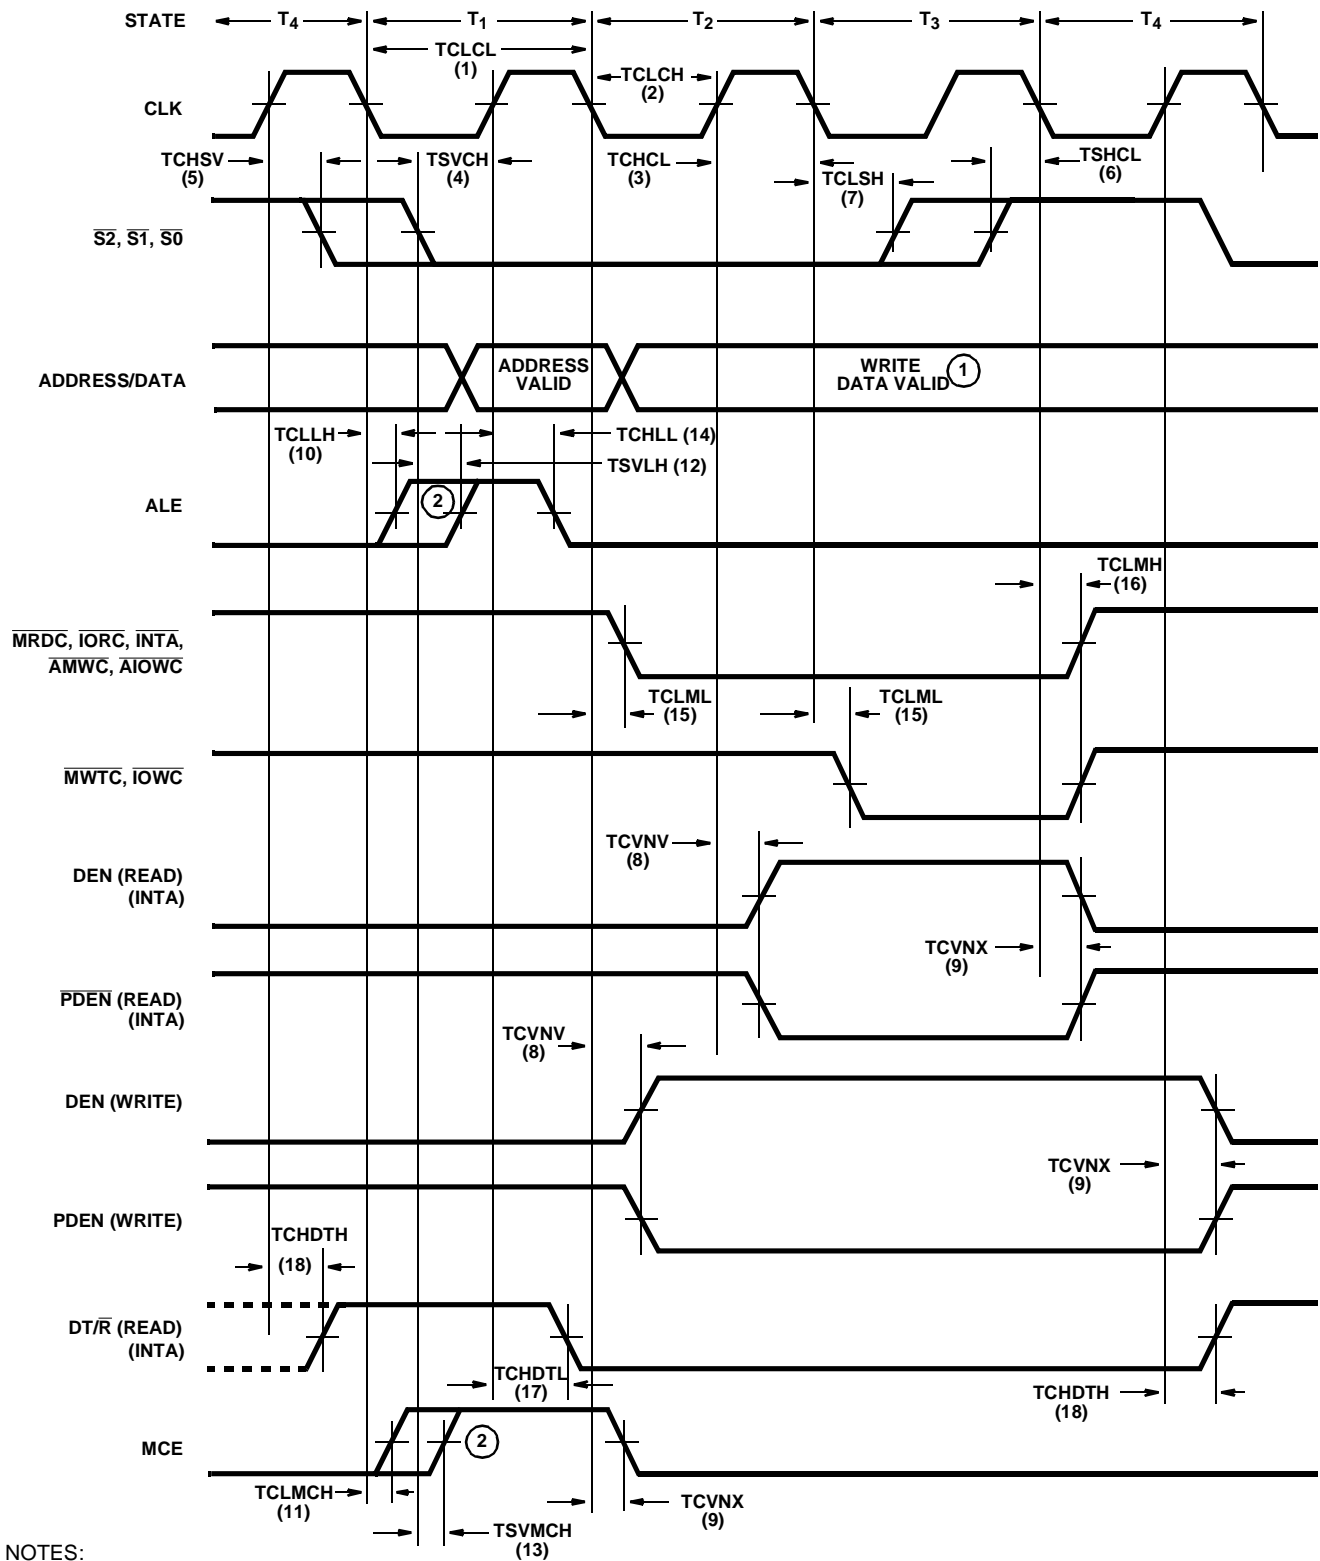 STATE T4 T1 T2 T3 T4
TCLCL
(1)
TCLCH
(2)
CLK
TCHSV
(5)
TSVCH
(4)
TCHCL
(3)
TCLSH
(7)
TSHCL
(6)
S2, S1, S0
ADDRESS/DATA
ADDRESS
VALID
WRITE
DATA VALID 1
TCLLH
(10)
TCHLL (14)
TSVLH (12)
ALE
2
TCLMH
(16)
MRDC, IORC, INTA,
AMWC, AIOWC
TCLML
(15)
TCLML
(15)
MWTC, IOWC
TCVNV
(8)
DEN (READ)
(INTA)
TCVNX
(9)
PDEN (READ)
(INTA)
TCVNV
(8)
DEN (WRITE)
TCVNX
(9)
PDEN (WRITE)
TCHDTH
(18)
DT/R (READ)
(INTA)
TCHDTL
(17)
TCHDTH
(18)
MCE
2
TCLMCH
(11)
TCVNX
(9)
TSVMCH
(13)
NOTES: